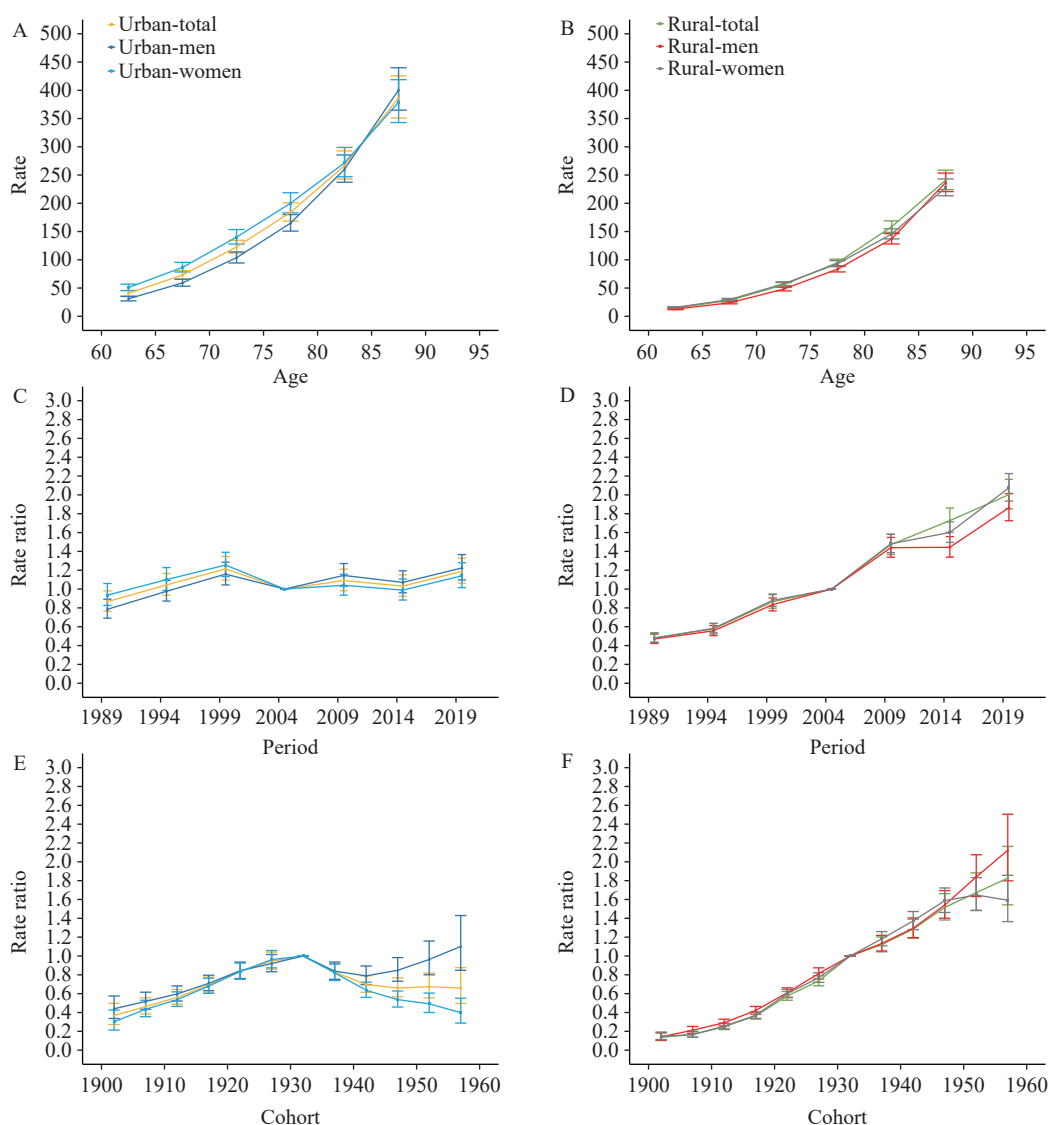 A
Urban-total
Urban-men
Urban-women
500
450
400
350
300
250
200
150
100
50
0
Rate
60 65 70 75 80 85 90 95
Age
B
Rural-total
Rural-men
Rural-women
500
450
400
350
300
250
200
150
100
50
0
Rate
60 65 70 75 80 85 90 95
Age
C
3.0
2.8
2.6
2.4
2.2
2.0
1.8
1.6
1.4
1.2
1.0
0.8
0.6
0.4
0.2
0.0
Rate ratio
1989 1994 1999 2004 2009 2014 2019
Period
D
3.0
2.8
2.6
2.4
2.2
2.0
1.8
1.6
1.4
1.2
1.0
0.8
0.6
0.4
0.2
0.0
Rate ratio
1989 1994 1999 2004 2009 2014 2019
Period
E
3.0
2.8
2.6
2.4
2.2
2.0
1.8
1.6
1.4
1.2
1.0
0.8
0.6
0.4
0.2
0.0
Rate ratio
1900 1910 1920 1930 1940 1950 1960
Cohort
F
3.0
2.8
2.6
2.4
2.2
2.0
1.8
1.6
1.4
1.2
1.0
0.8
0.6
0.4
0.2
0.0
Rate ratio
1900 1910 1920 1930 1940 1950 1960
Cohort